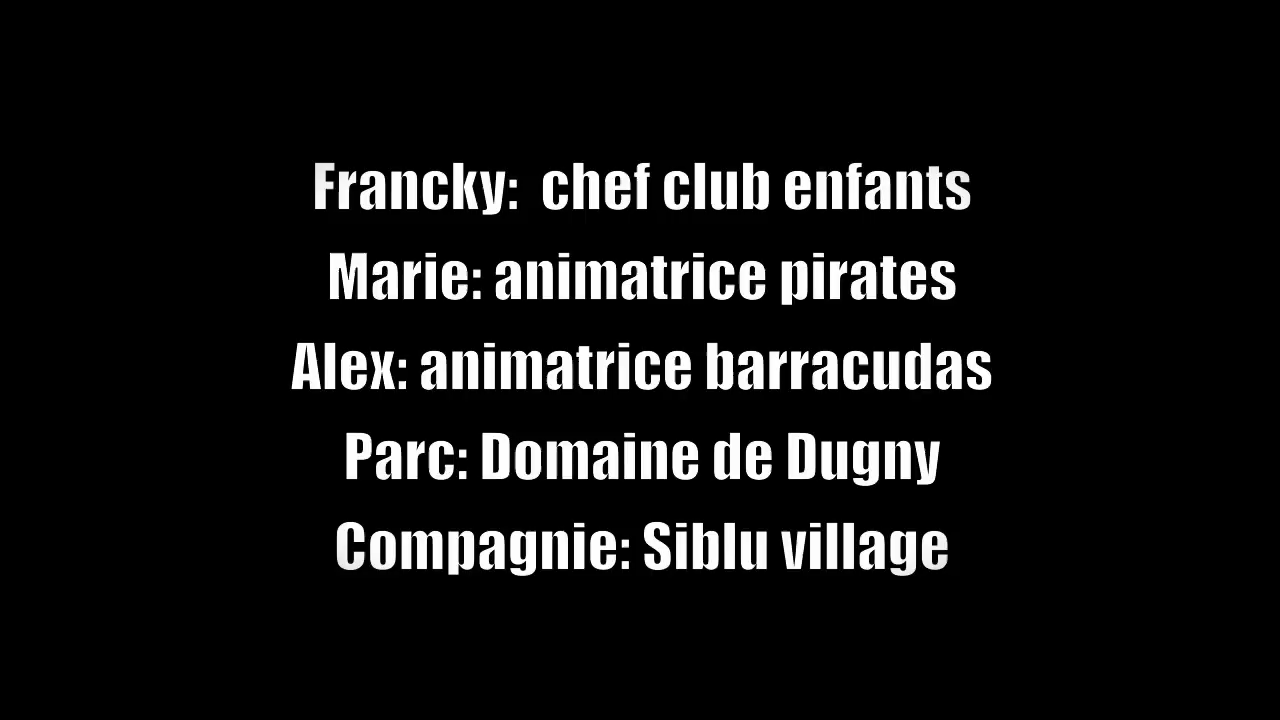 Francky:  chef club enfants
Marie: animatrice pirates
Alex: animatrice barracudas
Parc: Domaine de Dugny
Compagnie: Siblu village